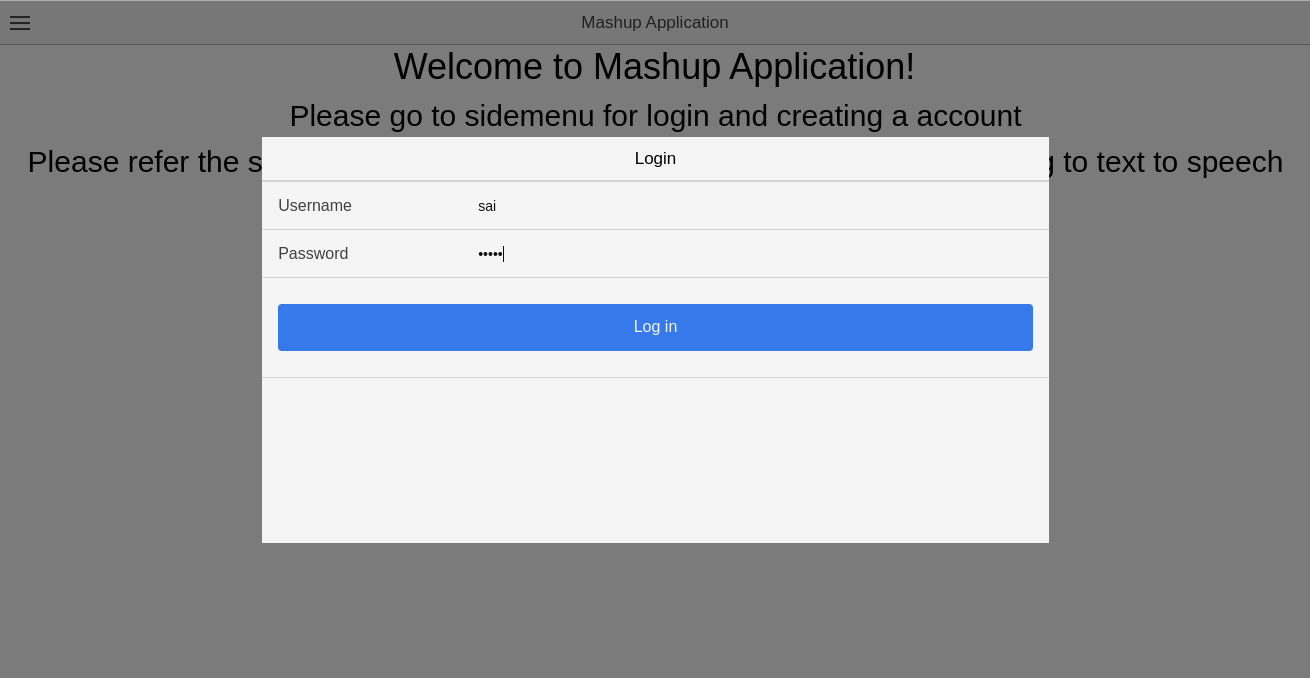 Mashup Application
Welcome to Mashup Application!
Please go to sidemenu for login and creating a account
Please refer the to text to speech
Login
Username sai
Password •••••
Log in